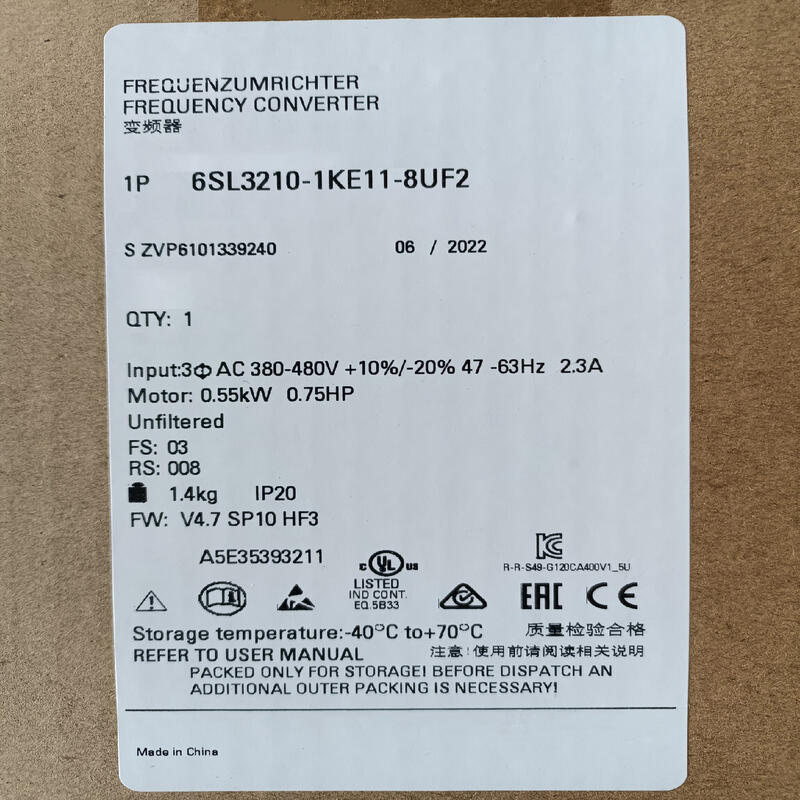 FREQUENZUMRICHTER
FREQUENCY CONVERTER
变频器
1P 6SL3210-1KE11-8UF2
S ZVP6101339240 06 / 2022
QTY: 1
Input:3Φ AC 380-480V +10%/-20% 47 -63Hz 2.3A
Motor: 0.55kW 0.75HP
Unfiltered
FS: 03
RS: 008
1.4kg IP20
FW: V4.7 SP10 HF3
A5E35393211
c UL us
LISTED
IND CONT.
EQ.5B33
R-R-S49-G120CA400V1_5U
EAC CE
Storage temperature:-40°C to+70°C 质量检验合格
REFER TO USER MANUAL 注意!使用前请阅读相关说明
PACKED ONLY FOR STORAGE! BEFORE DISPATCH AN
ADDITIONAL OUTER PACKING IS NECESSARY!
Made in China